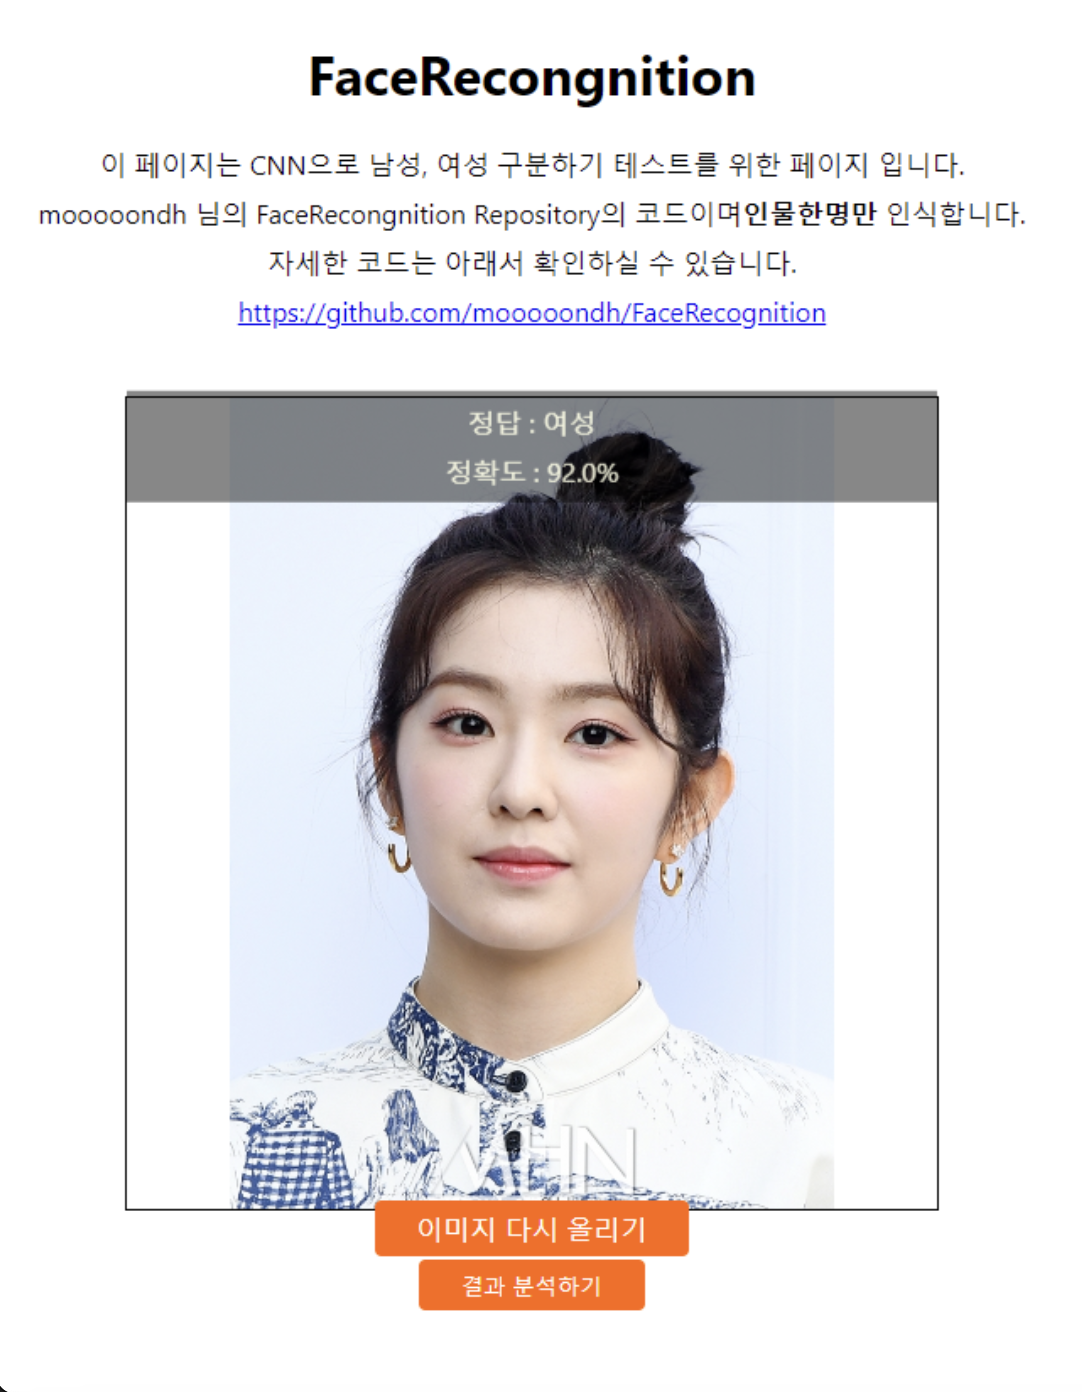 FaceRecongnition
이 페이지는 CNN으로 남성, 여성 구분하기 테스트를 위한 페이지 입니다.
mooooondh 님의 FaceRecongnition Repository의 코드이며인물한명만 인식합니다.
자세한 코드는 아래서 확인하실 수 있습니다.
https://github.com/mooooondh/FaceRecognition
정답 : 여성
정확도 : 92.0%
MHN
이미지 다시 올리기
결과 분석하기